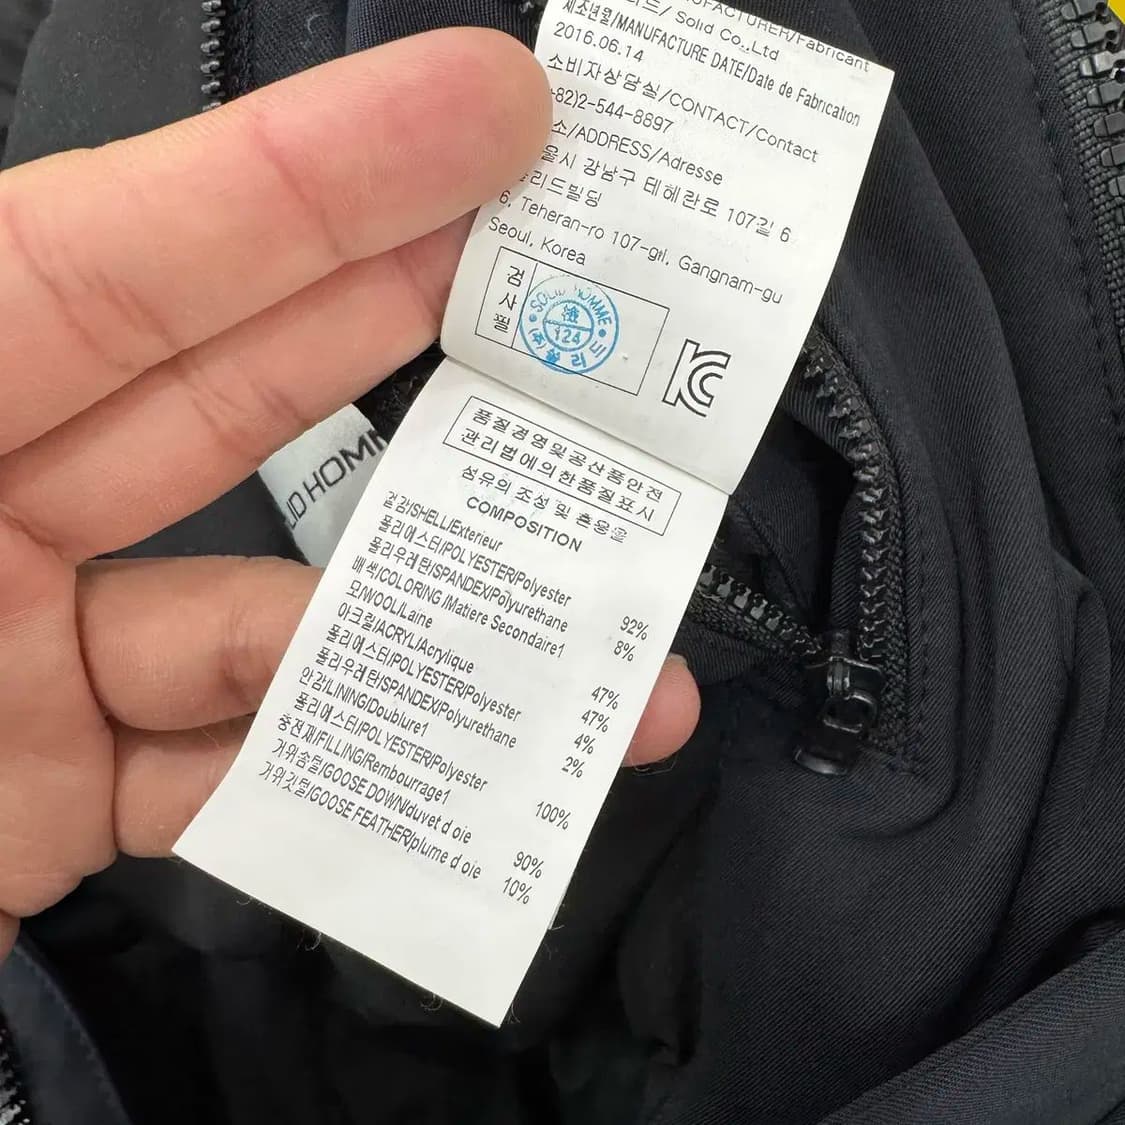 MANUFACTURER/Fabricant
Solid Co.,Ltd
제조년월/MANUFACTURE DATE/Date de Fabrication
2016.06.14
소비자상담실/CONTACT/Contact
82)2-544-8897
소/ADDRESS/Adresse
울시 강남구 테헤란로 107길 6
리드빌딩
6, Teheran-ro 107-gil, Gangnam-gu
Seoul, Korea
검사필
SOLID HOMME
124
KC
SOLID HOMM
품질경영및공산품안전
관리법에의한품질표시
섬유의 조성 및 혼용율
COMPOSITION
겉감/SHELL/Exterieur
폴리에스터/POLYESTER/Polyester 92%
폴리우레탄/SPANDEX/Polyurethane 8%
배색/COLORING/Matiere Secondaire1
모/WOOL/Laine 47%
아크릴/ACRYL/Acrylique 47%
폴리에스터/POLYESTER/Polyester 4%
폴리우레탄/SPANDEX/Polyurethane 2%
안감/LINING/Doublure1
폴리에스터/POLYESTER/Polyester 100%
충전재/FILLING/Rembourrage1
거위솜털/GOOSE DOWN/duvet d oie 90%
거위깃털/GOOSE FEATHER/plume d oie 10%